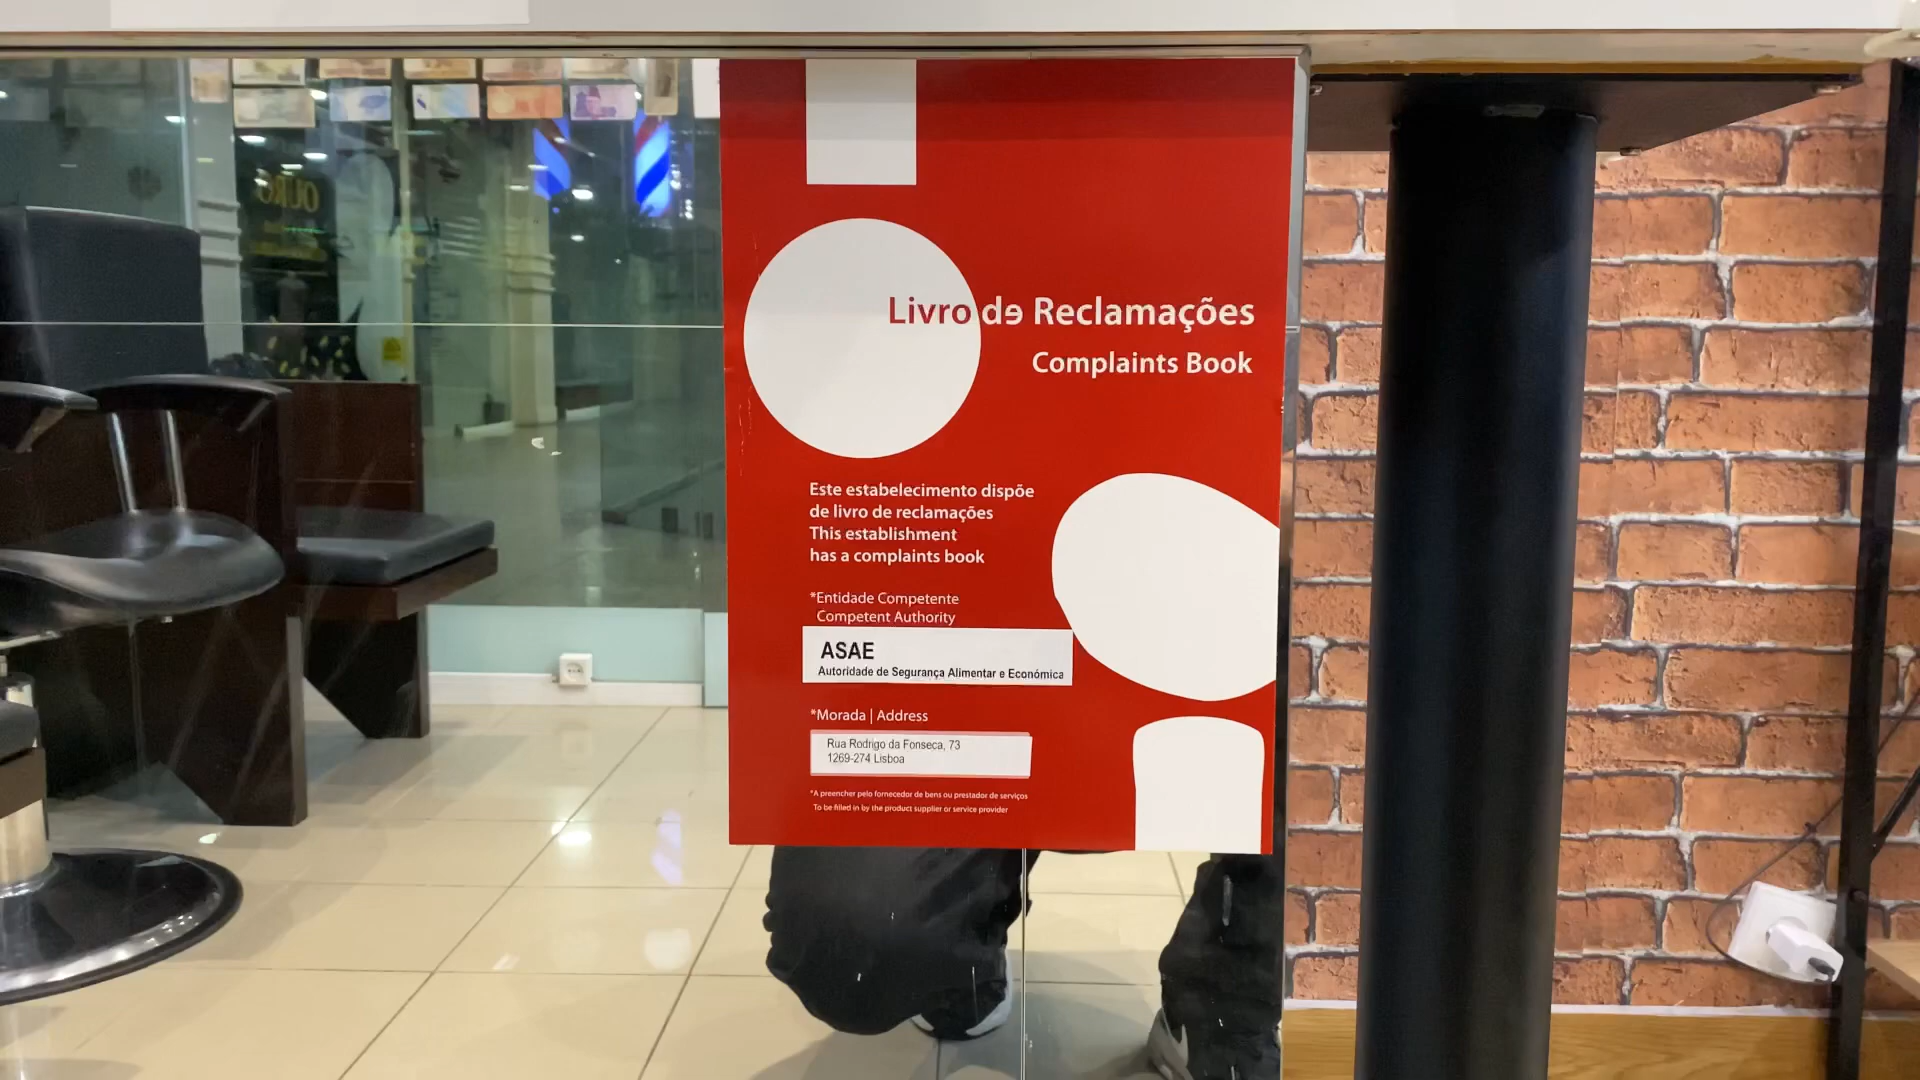 OURO
Livro de Reclamações
Complaints Book
Este estabelecimento dispõe
de livro de reclamações
This establishment
has a complaints book
*Entidade Competente
Competent Authority
ASAE
Autoridade de Segurança Alimentar e Económica
*Morada | Address
Rua Rodrigo da Fonseca, 73
1269-274 Lisboa
*A preencher pelo fornecedor de bens ou prestador de serviços
To be filled in by the product supplier or service provider